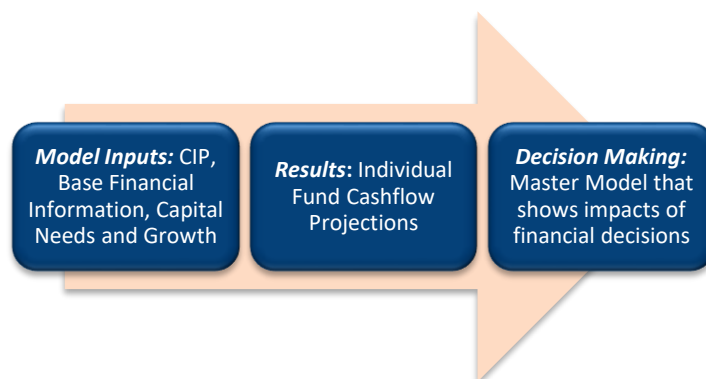 Model Inputs: CIP,
Base Financial
Information, Capital
Needs and Growth
Results: Individual
Fund Cashflow
Projections
Decision Making:
Master Model that
shows impacts of
financial decisions